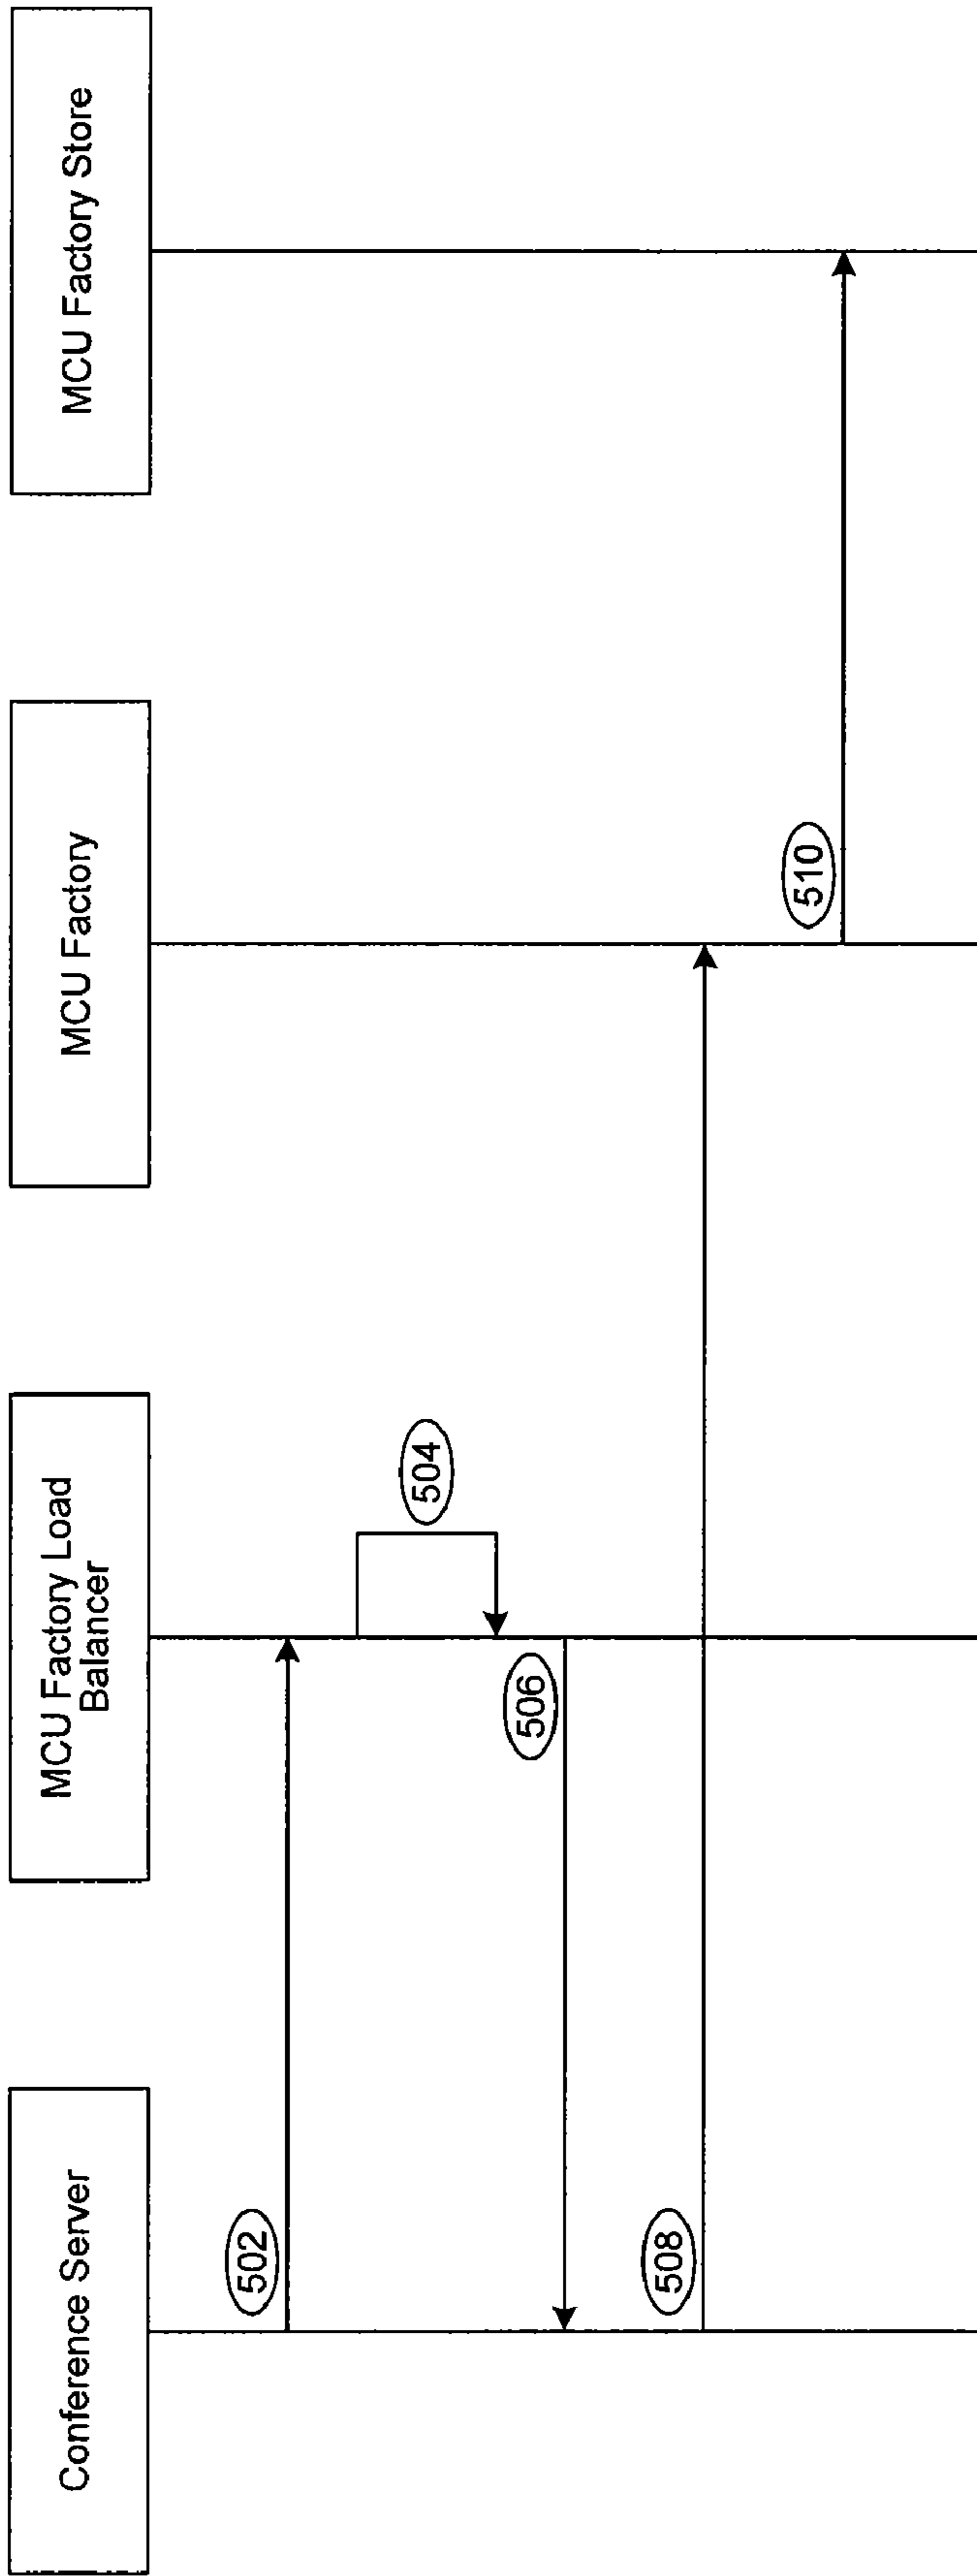 Conference Server
MCU Factory Load
Balancer
MCU Factory
MCU Factory Store
502
504
506
508
510